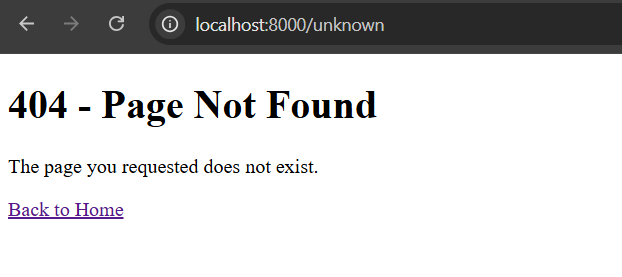 localhost:8000/unknown
404 - Page Not Found
The page you requested does not exist.
Back to Home